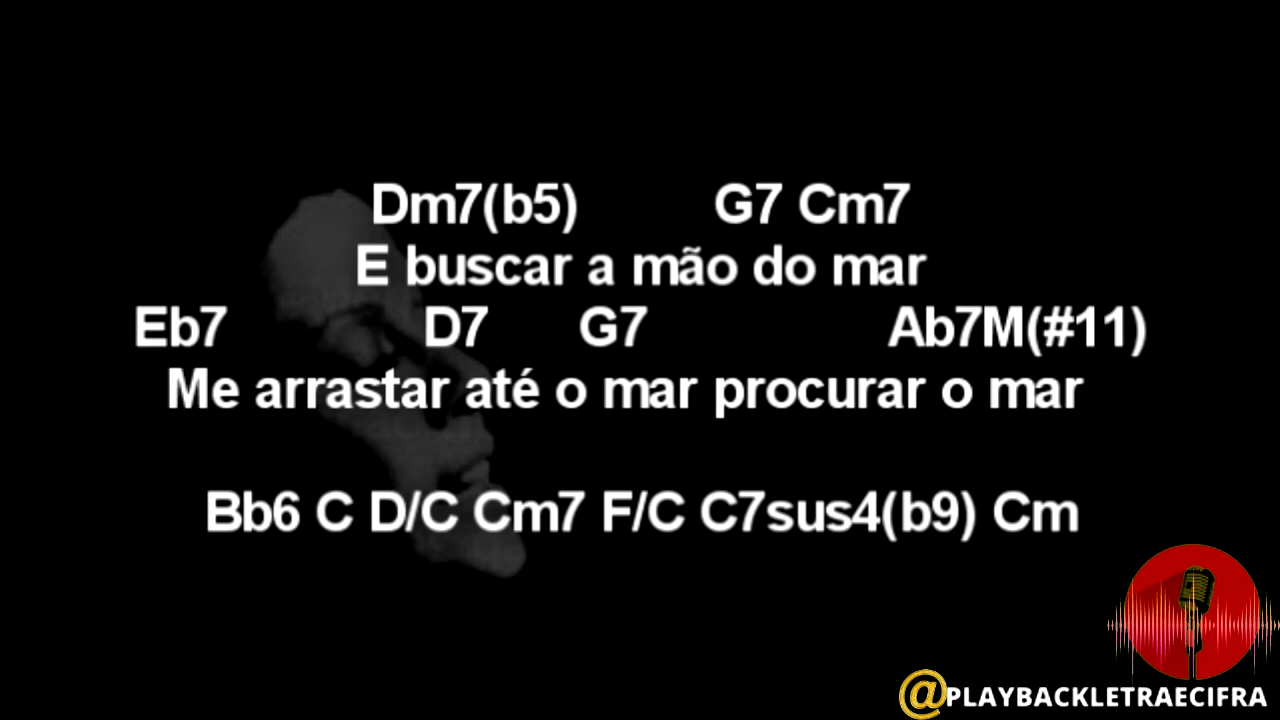 Dm7(b5) G7 Cm7
E buscar a mão do mar
Eb7 D7 G7 Ab7M(#11)
Me arrastar até o mar procurar o mar
Bb6 C D/C Cm7 F/C C7sus4(b9) Cm
@PLAYBACKLETRAECIFRA